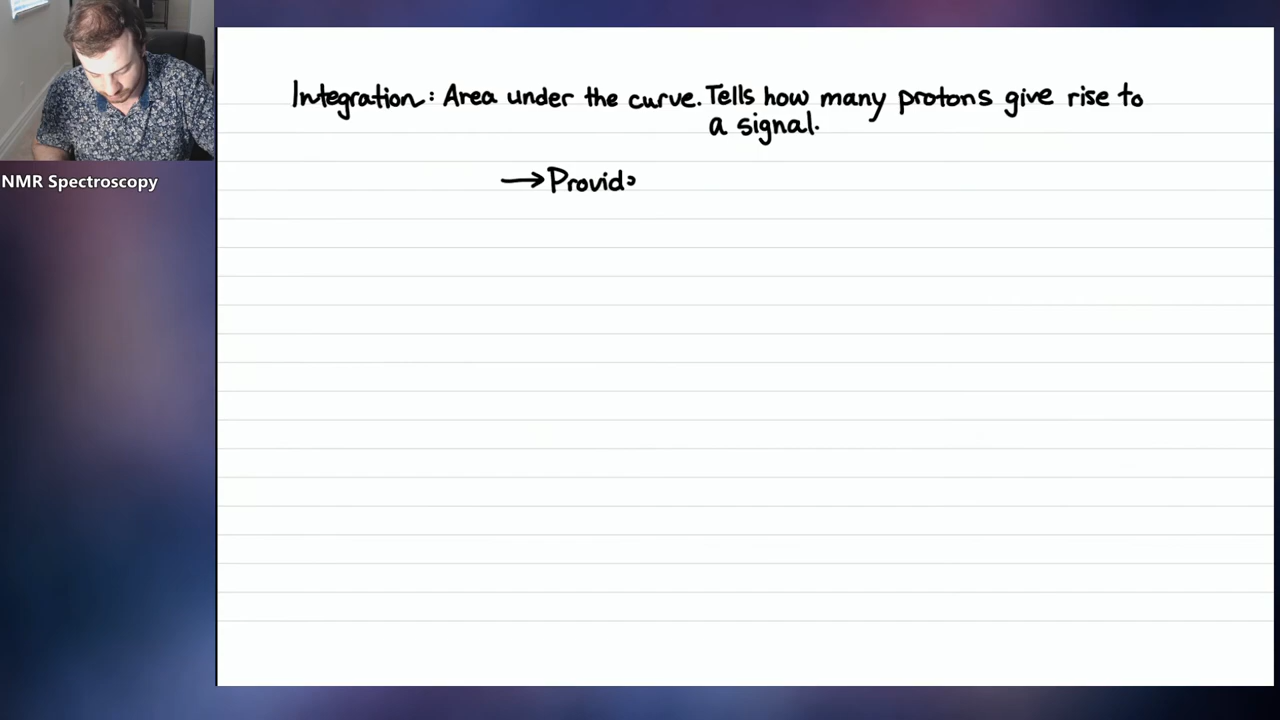 Integration: Area under the curve. Tells how many protons give rise to
a signal.
→Provid
NMR Spectroscopy